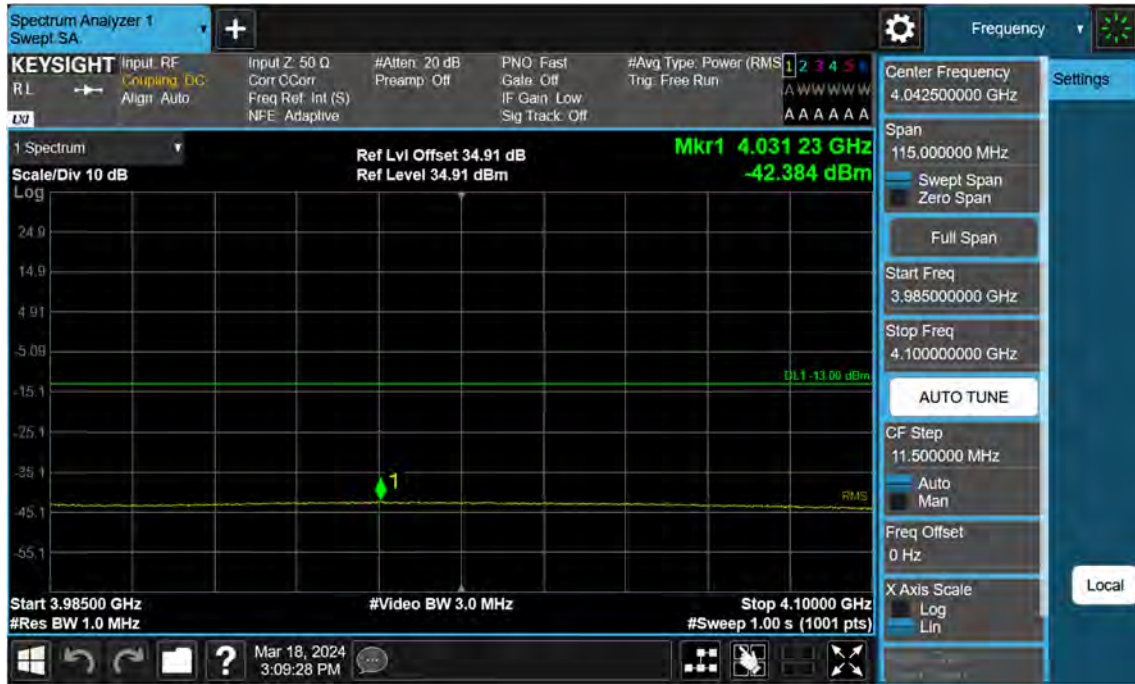 Spectrum Analyzer 1
Swept SA
Frequency
KEYSIGHT
RL
LXI
Input: RF
Coupling: DC
Align: Auto
Input Z: 50 Ω
Corr CCorr
Freq Ref: Int (S)
NFE: Adaptive
#Atten: 20 dB
Preamp: Off
PNO: Fast
Gate: Off
IF Gain: Low
Sig Track: Off
#Avg Type: Power (RMS
Trig: Free Run
1 2 3 4 5 6
A W W W W W
A A A A A A
1 Spectrum
Scale/Div 10 dB
Ref Lvl Offset 34.91 dB
Ref Level 34.91 dBm
Mkr1 4.031 23 GHz
-42.384 dBm
Log
24.9
14.9
4.91
-5.09
DL1 -13.00 dBm
-15.1
-25.1
-35.1
1
RMS
-45.1
-55.1
Start 3.98500 GHz
#Res BW 1.0 MHz
#Video BW 3.0 MHz
Stop 4.10000 GHz
#Sweep 1.00 s (1001 pts)
?
Mar 18, 2024
3:09:28 PM
Center Frequency
4.042500000 GHz
Settings
Span
115.000000 MHz
Swept Span
Zero Span
Full Span
Start Freq
3.985000000 GHz
Stop Freq
4.100000000 GHz
AUTO TUNE
CF Step
11.500000 MHz
Auto
Man
Freq Offset
0 Hz
X Axis Scale
Log
Lin
Local